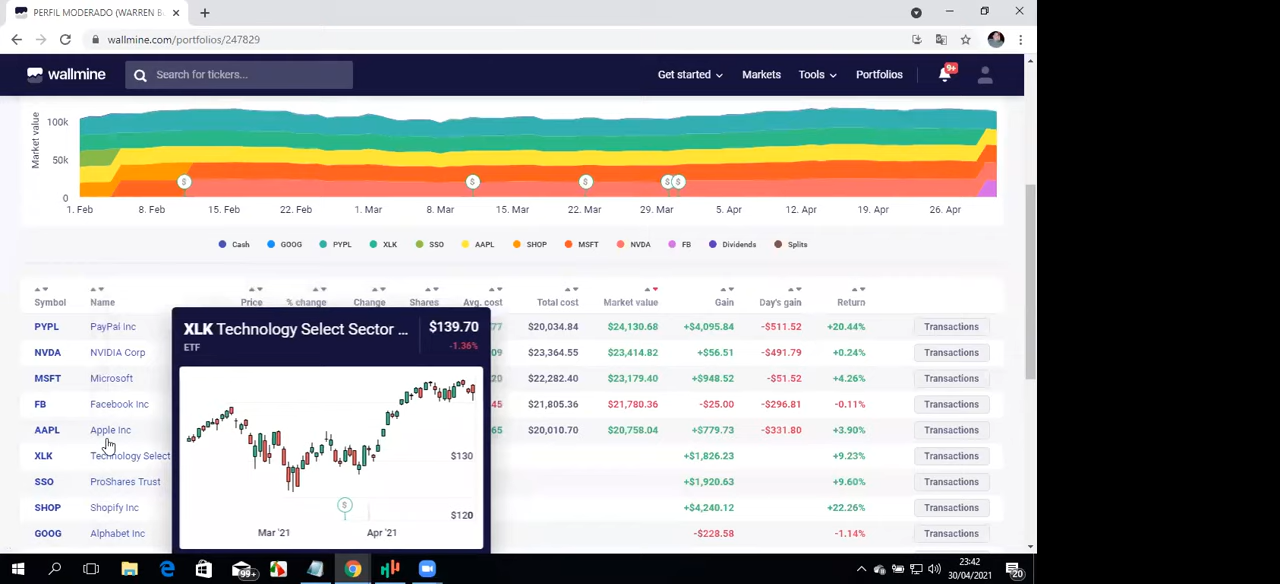 PERFIL MODERADO (WARREN B
wallmine.com/portfolios/247829
wallmine
Search for tickers...
Get started
Markets
Tools
Portfolios
9+
Market value
100k
50k
0
$ $ $ $ $
1. Feb 8. Feb 15. Feb 22. Feb 1. Mar 8. Mar 15. Mar 22. Mar 29. Mar 5. Apr 12. Apr 19. Apr 26. Apr
Cash GOOG PYPL XLK SSO AAPL SHOP MSFT NVDA FB Dividends Splits
Symbol Name Price % change Change Shares Avg. cost Total cost Market value Gain Day's gain Return
PYPL PayPal Inc 77 $20,034.84 $24,130.68 +$4,095.84 -$511.52 +20.44% Transactions
NVDA NVIDIA Corp 09 $23,364.55 $23,414.82 +$56.51 -$491.79 +0.24% Transactions
MSFT Microsoft 20 $22,282.40 $23,179.40 +$948.52 -$51.52 +4.26% Transactions
FB Facebook Inc 45 $21,805.36 $21,780.36 -$25.00 -$296.81 -0.11% Transactions
AAPL Apple Inc 65 $20,010.70 $20,758.04 +$779.73 -$331.80 +3.90% Transactions
XLK Technology Select +$1,826.23 +9.23% Transactions
SSO ProShares Trust +$1,920.63 +9.60% Transactions
SHOP Shopify Inc +$4,240.12 +22.26% Transactions
GOOG Alphabet Inc -$228.58 -1.14% Transactions
XLK Technology Select Sector ... $139.70
ETF -1.36%
$130
$
$120
Mar '21 Apr '21
99+
23:42
30/04/2021
20